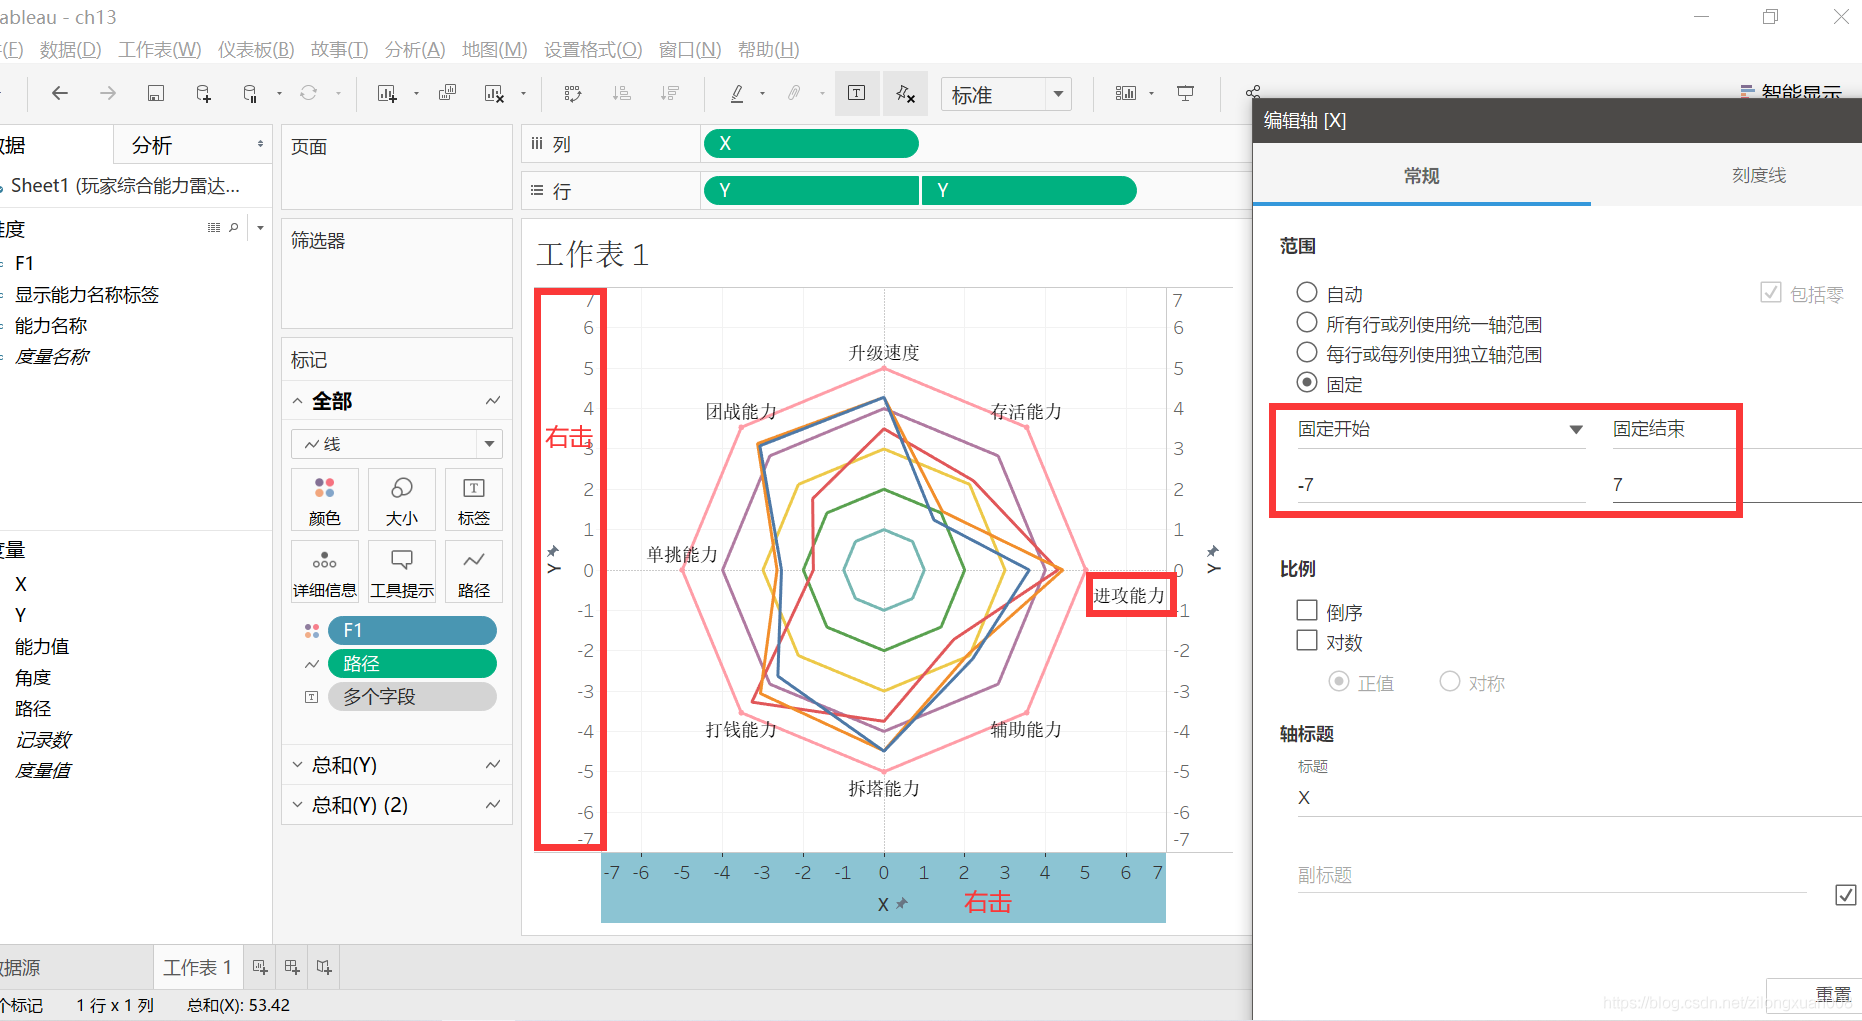 ableau - ch13
(F) 数据(D) 工作表(W) 仪表板(B) 故事(T) 分析(A) 地图(M) 设置格式(O) 窗口(N) 帮助(H)
标准
智能显示
据
分析
Sheet1 (玩家综合能力雷达...
维度
F1
显示能力名称标签
能力名称
度量名称
度量
X
Y
能力值
角度
路径
记录数
度量值
页面
筛选器
标记
全部
线
颜色
大小
标签
详细信息
工具提示
路径
F1
路径
多个字段
总和(Y)
总和(Y) (2)
列
X
行
Y
Y
工作表 1
7
6
5
4
3
2
1
0
-1
-2
-3
-4
-5
-6
-7
右击
Y
升级速度
团战能力
存活能力
单挑能力
进攻能力
打钱能力
辅助能力
拆塔能力
7
6
5
4
3
2
1
0
-1
-2
-3
-4
-5
-6
-7
Y
-7 -6 -5 -4 -3 -2 -1 0 1 2 3 4 5 6 7
X
右击
编辑轴 [X]
常规
刻度线
范围
自动
包括零
所有行或列使用统一轴范围
每行或每列使用独立轴范围
固定
固定开始
固定结束
-7
7
比例
倒序
对数
正值
对称
轴标题
标题
X
副标题
重置
数据源
工作表 1
个标记
1 行 x 1 列
总和(X): 53.42